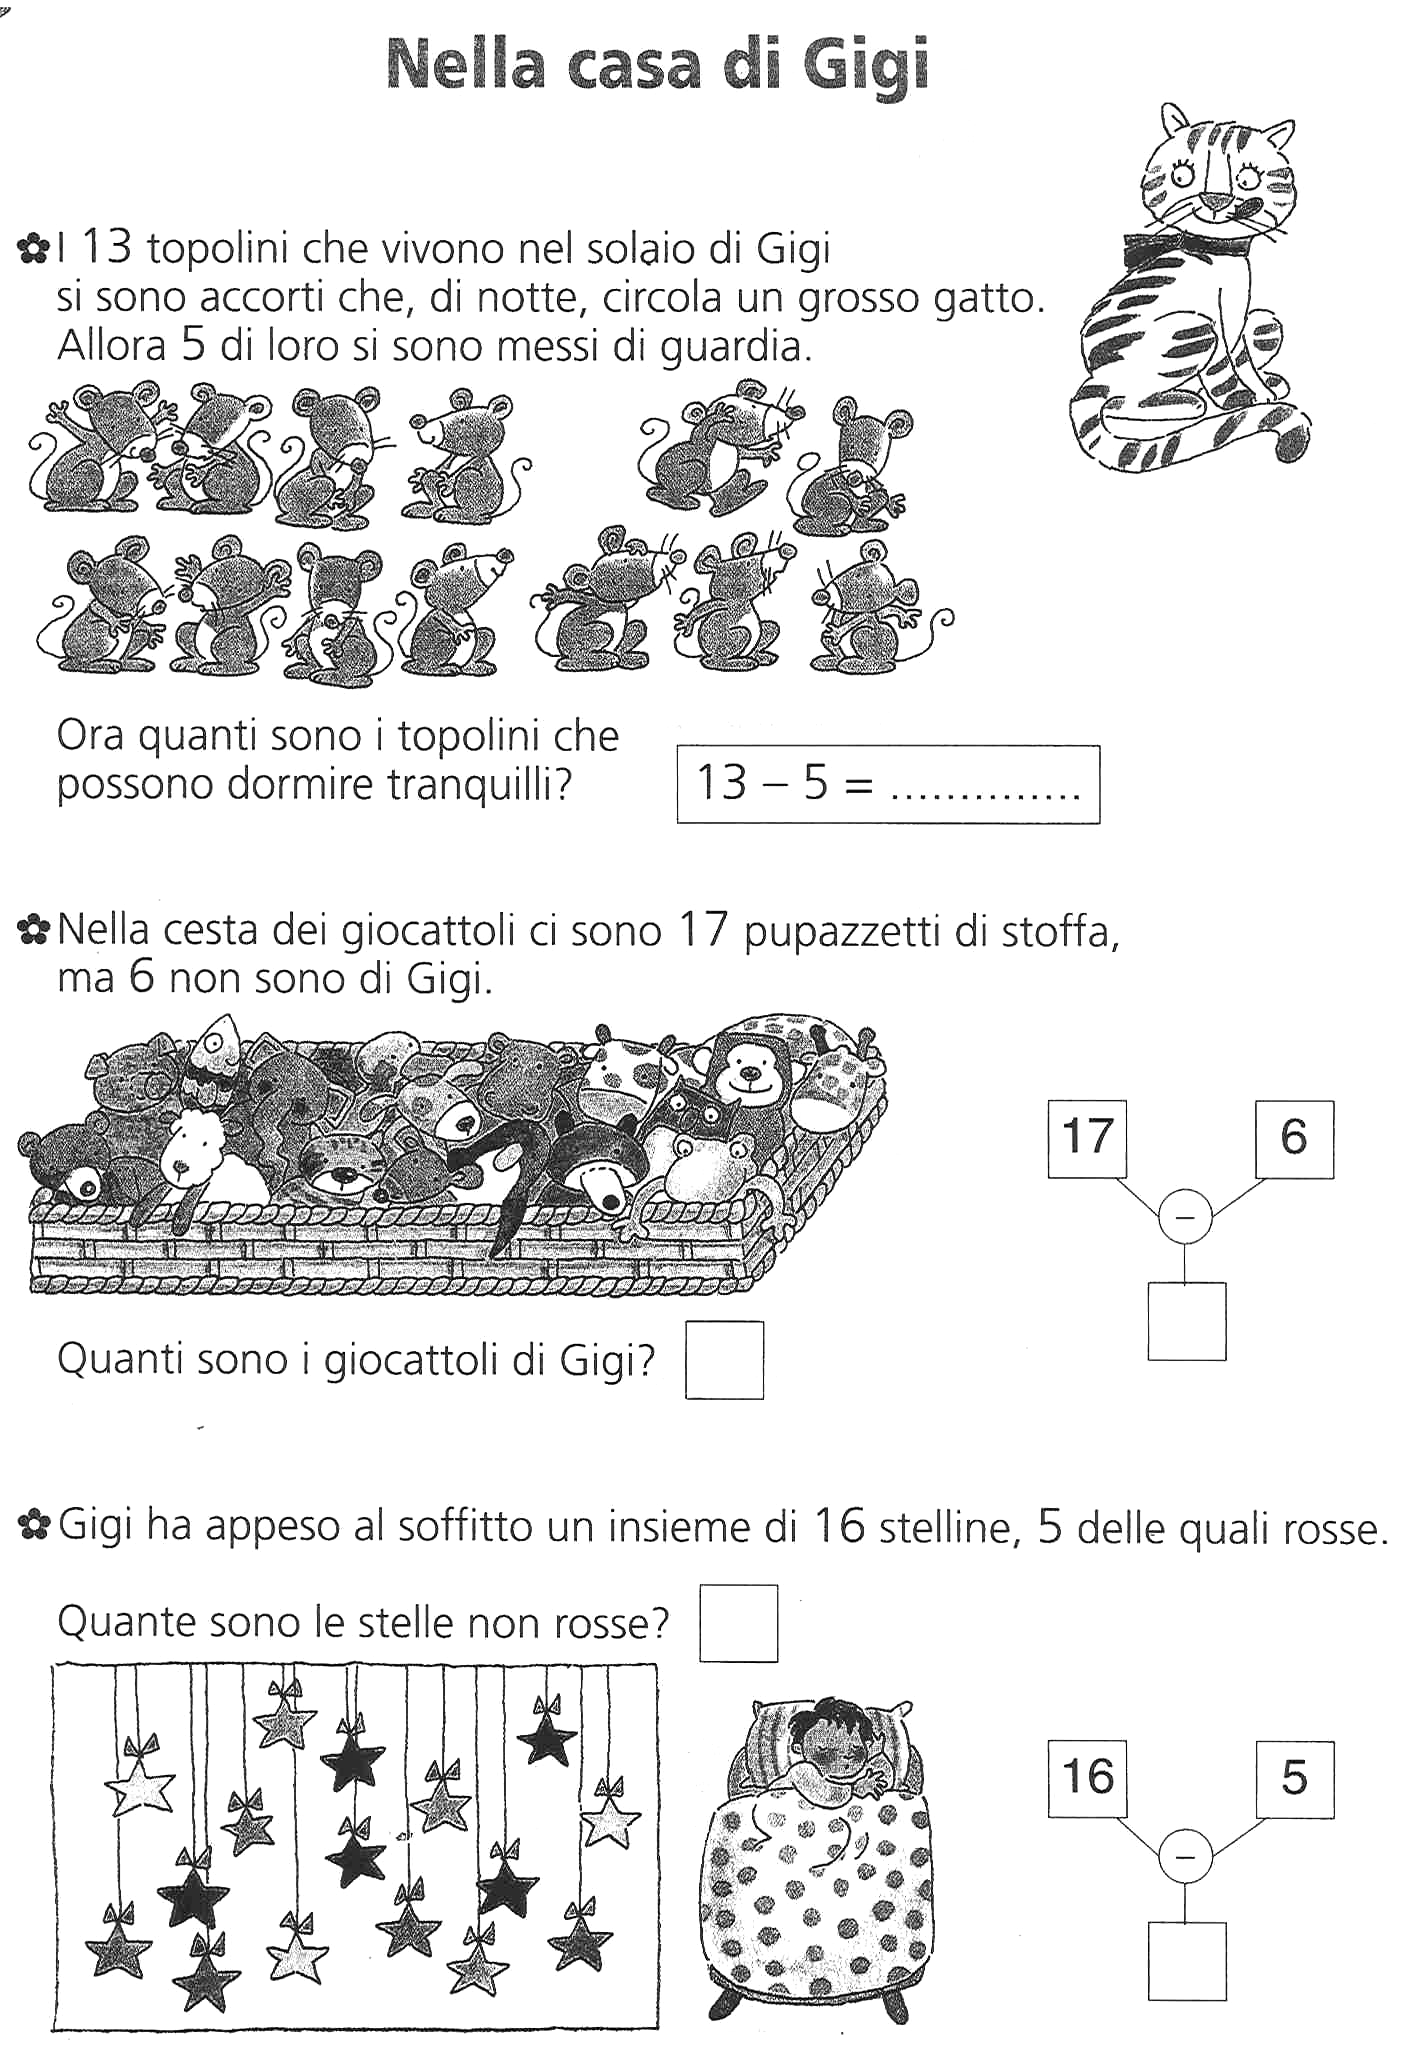 Nella casa di Gigi
I 13 topolini che vivono nel solaio di Gigi
si sono accorti che, di notte, circola un grosso gatto.
Allora 5 di loro si sono messi di guardia.
Ora quanti sono i topolini che
possono dormire tranquilli?
13 – 5 = ..............
Nella cesta dei giocattoli ci sono 17 pupazzetti di stoffa,
ma 6 non sono di Gigi.
17 6
–
Quanti sono i giocattoli di Gigi?
Gigi ha appeso al soffitto un insieme di 16 stelline, 5 delle quali rosse.
Quante sono le stelle non rosse?
16 5
–